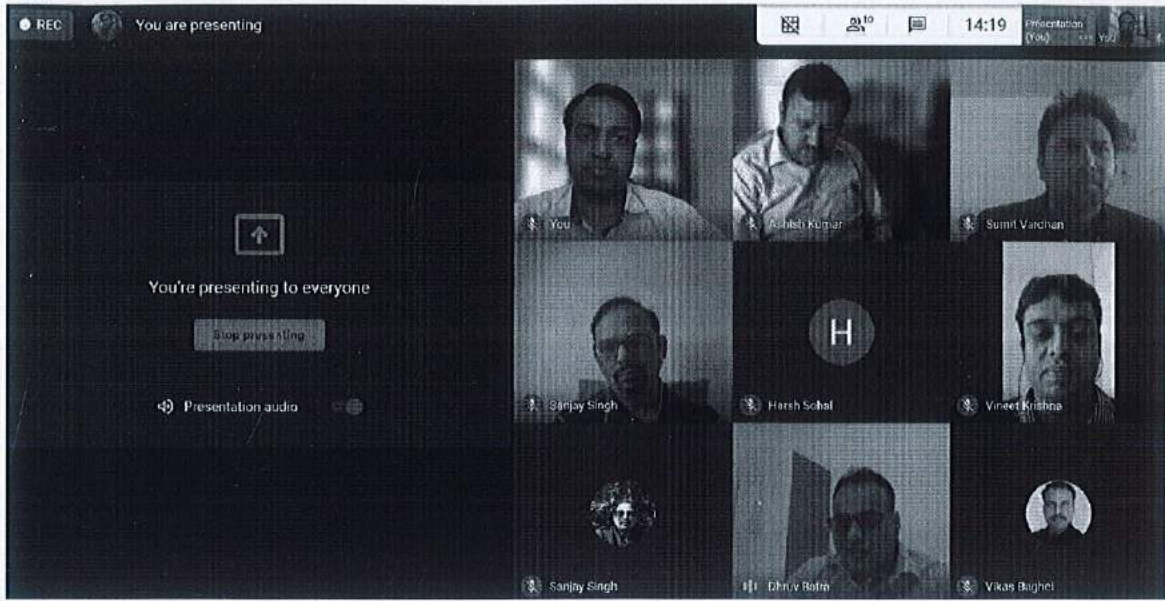 REC
You are presenting
10
14:19
Presentation
(You)
You
You're presenting to everyone
Stop presenting
Presentation audio
You
Ashish Kumar
Sumit Vardhan
Sanjay Singh
H
Harsh Sohal
Vineet Krishna
Sanjay Singh
Dhruv Batra
Vikas Baghel